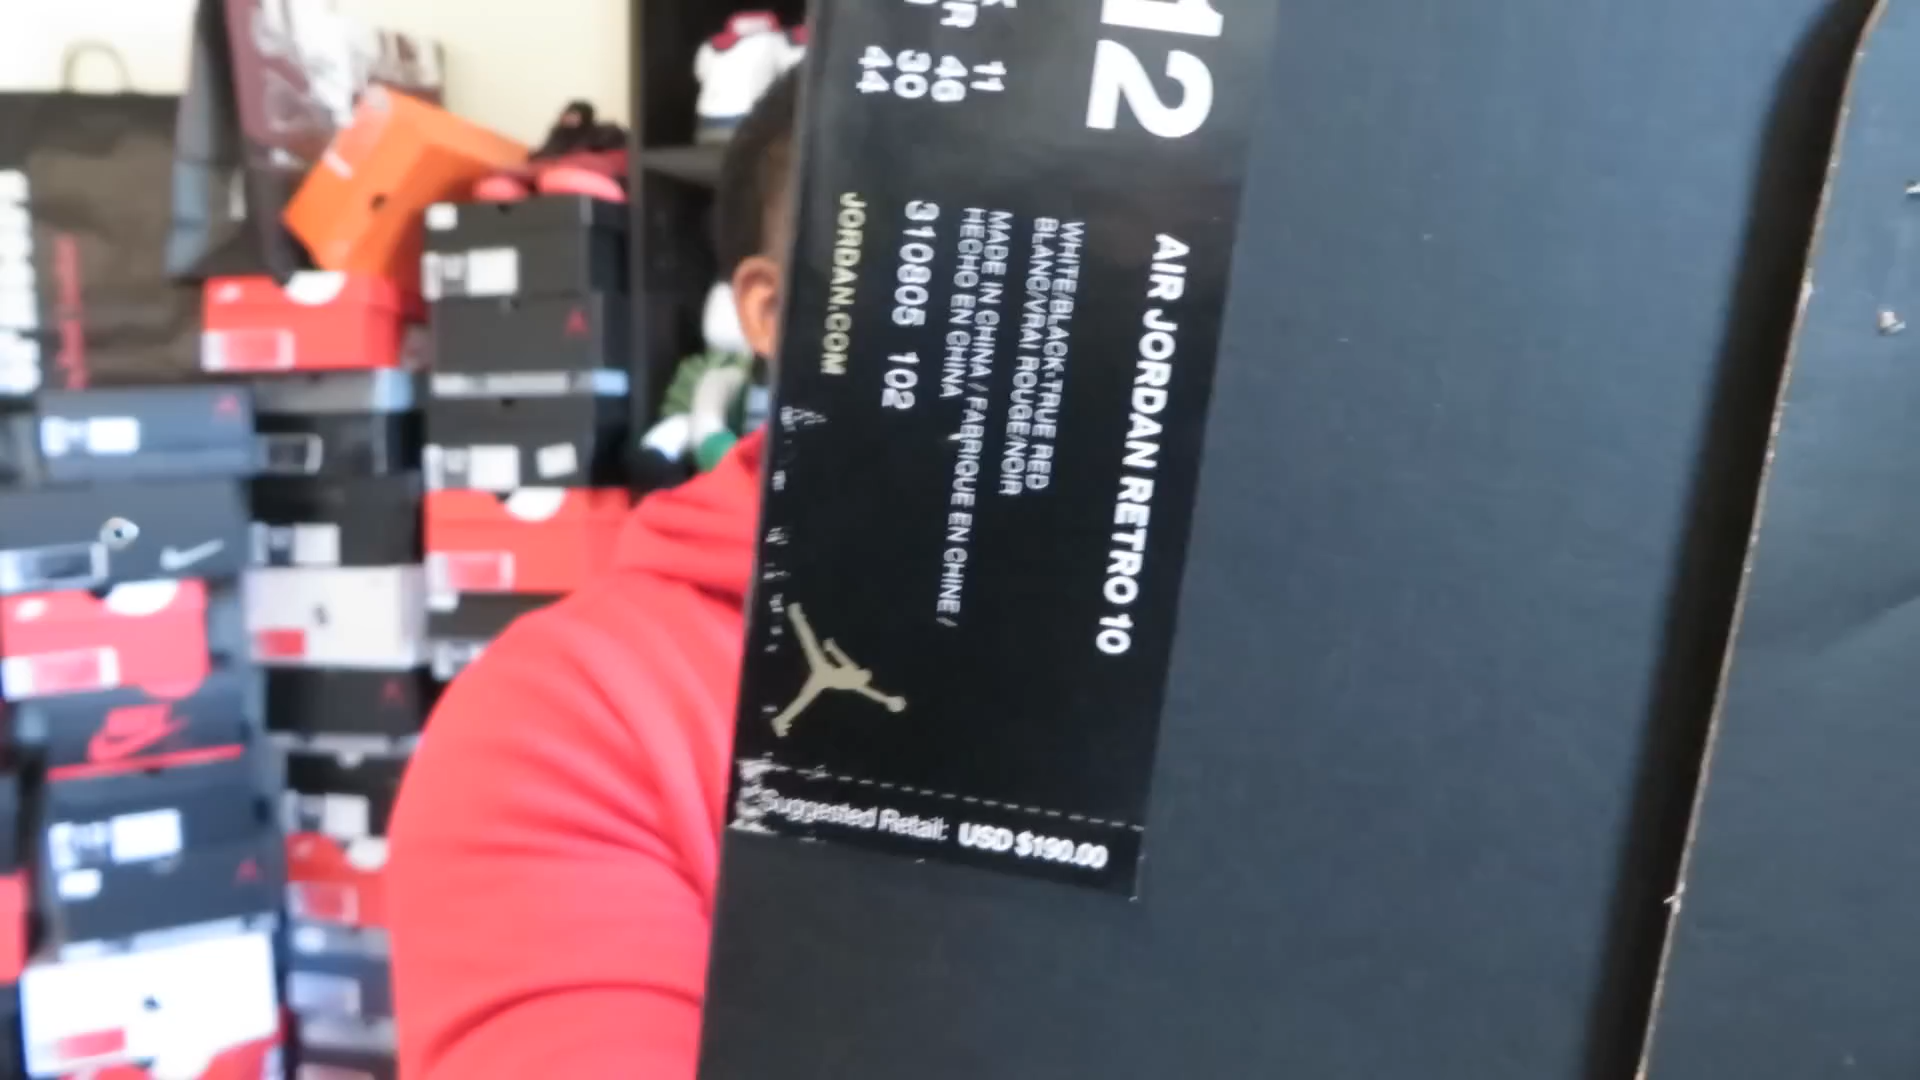 12
11
46
30
44
AIR JORDAN RETRO 10
WHITE/BLACK-TRUE RED
BLANC/VRAI ROUGE/NOIR
MADE IN CHINA / FABRIQUE EN CHINE /
HECHO EN CHINA
310805 102
JORDAN.COM
Suggested Retail: USD $190.00